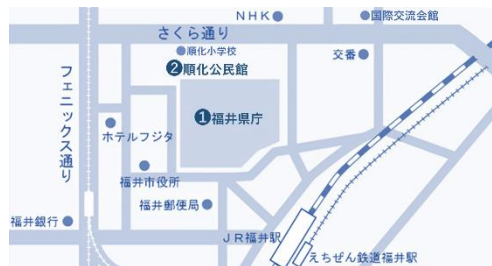 NHK
国際交流会館
さくら通り
順化小学校
交番
❷順化公民館
フェニックス通り
❶福井県庁
ホテルフジタ
福井市役所
福井郵便局
福井銀行
JR福井駅
えちぜん鉄道福井駅